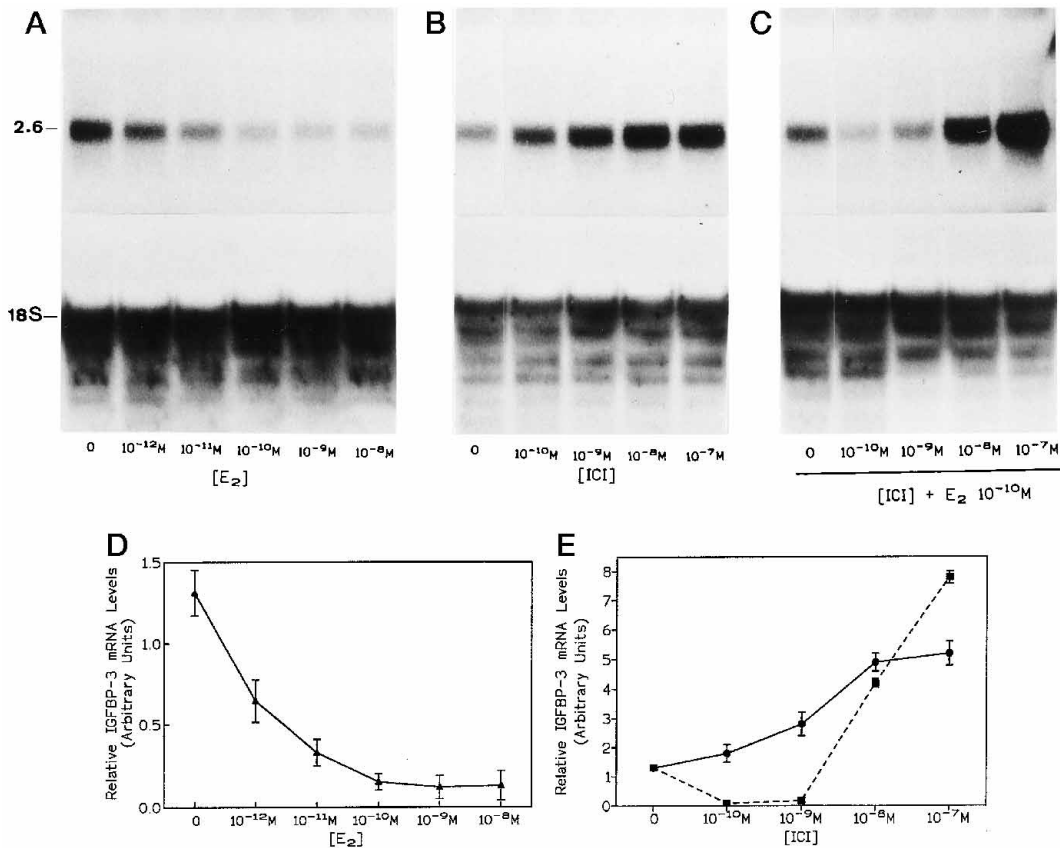 A
B
C
2.6
18S
0 10⁻¹²M 10⁻¹¹M 10⁻¹⁰M 10⁻⁹M 10⁻⁸M
[E₂]
0 10⁻¹⁰M 10⁻⁹M 10⁻⁸M 10⁻⁷M
[ICI]
0 10⁻¹⁰M 10⁻⁹M 10⁻⁸M 10⁻⁷M
[ICI] + E₂ 10⁻¹⁰M
D
Relative IGFBP-3 mRNA Levels
(Arbitrary Units)
1.5
1.0
0.5
0.0
0 10⁻¹²M 10⁻¹¹M 10⁻¹⁰M 10⁻⁹M 10⁻⁸M
[E₂]
E
Relative IGFBP-3 mRNA Levels
(Arbitrary Units)
8
7
6
5
4
3
2
1
0
0 10⁻¹⁰M 10⁻⁹M 10⁻⁸M 10⁻⁷M
[ICI]